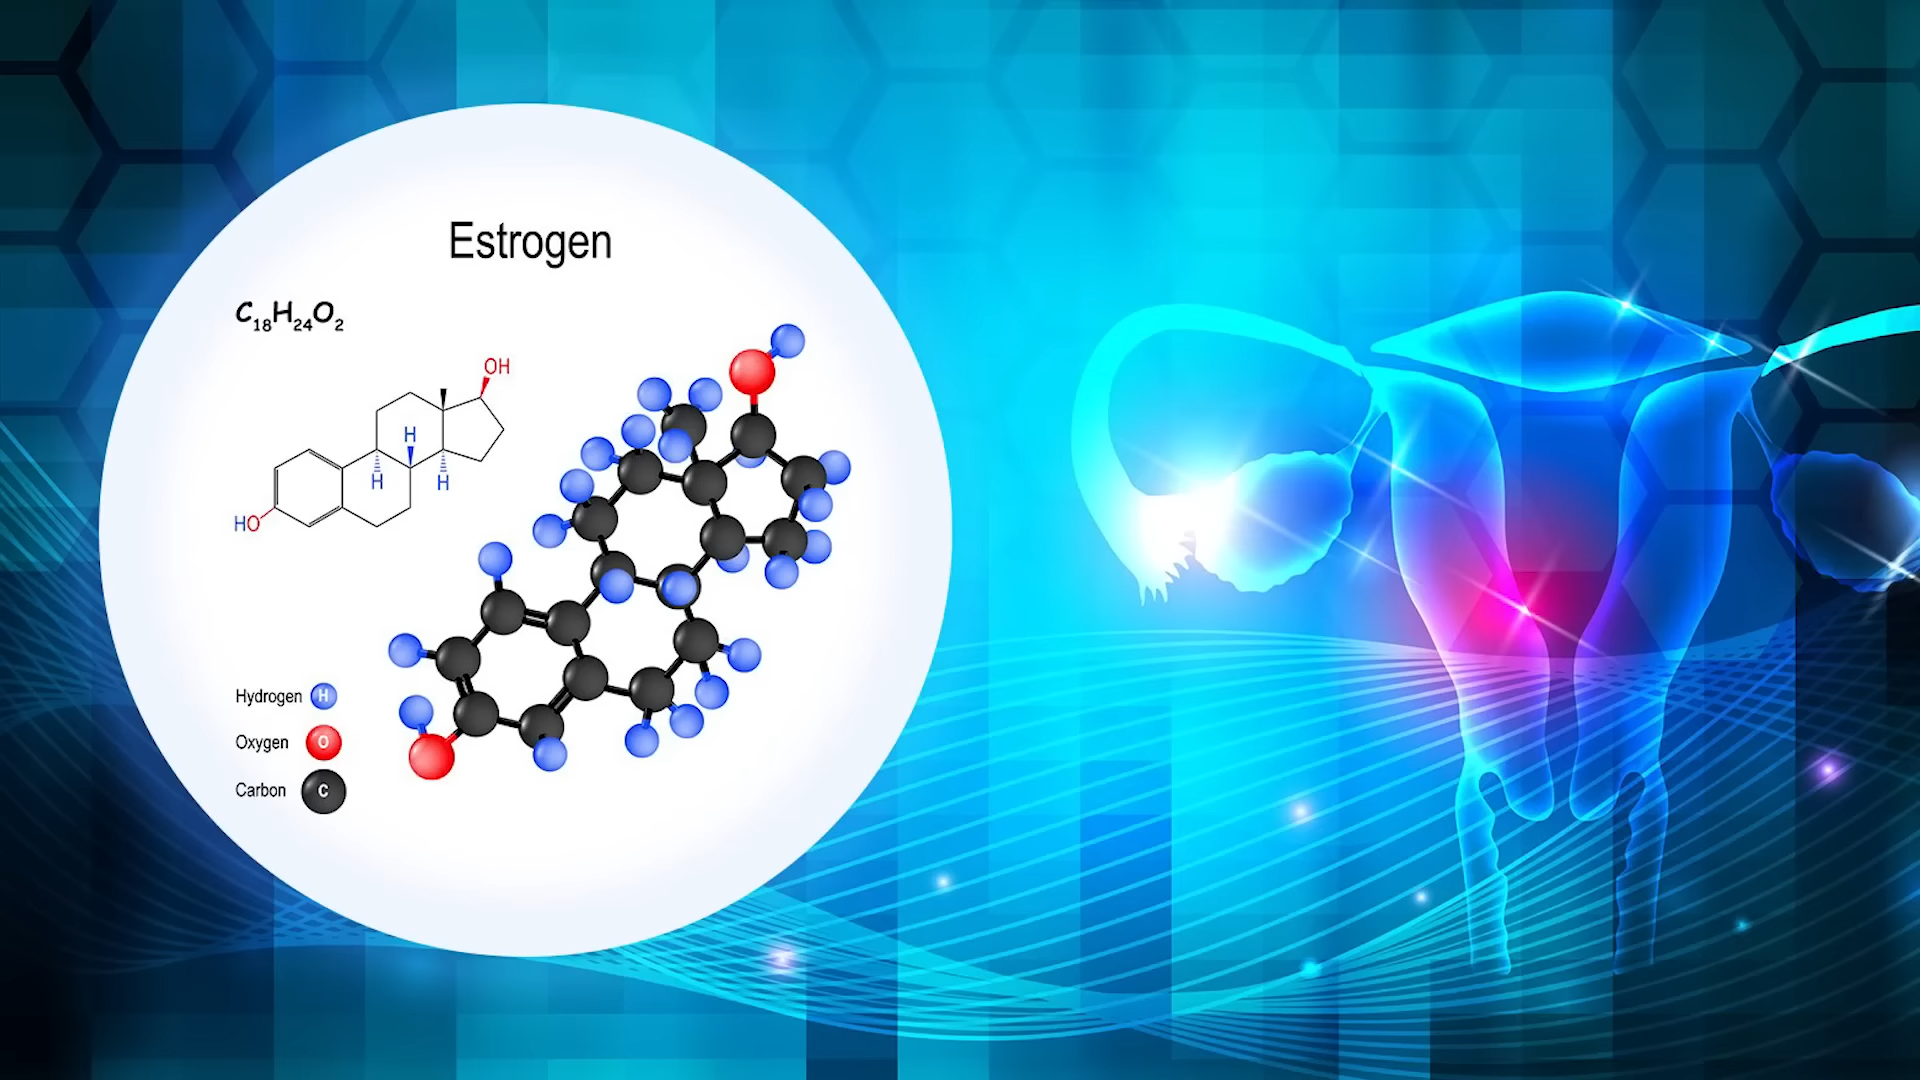 Estrogen
C18H24O2
OH
H
H
H
HO
Hydrogen H
Oxygen O
Carbon C